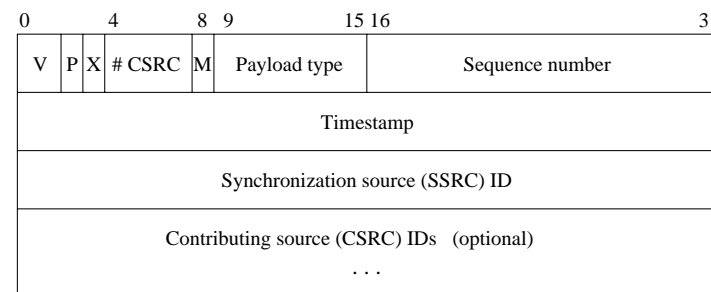 0 4 8 9 15 16 3
V P X # CSRC M Payload type Sequence number
Timestamp
Synchronization source (SSRC) ID
Contributing source (CSRC) IDs (optional)
. . .